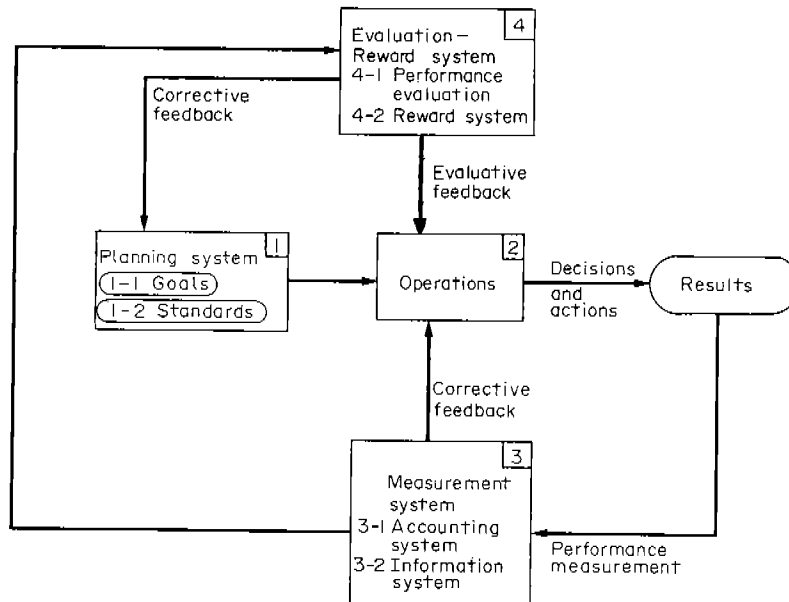 4
Evaluation–
Reward system
4-1 Performance
evaluation
4-2 Reward system
Corrective
feedback
Evaluative
feedback
1
Planning system
1-1 Goals
1-2 Standards
2
Operations
Decisions
and
actions
Results
Corrective
feedback
3
Measurement
system
3-1 Accounting
system
3-2 Information
system
Performance
measurement